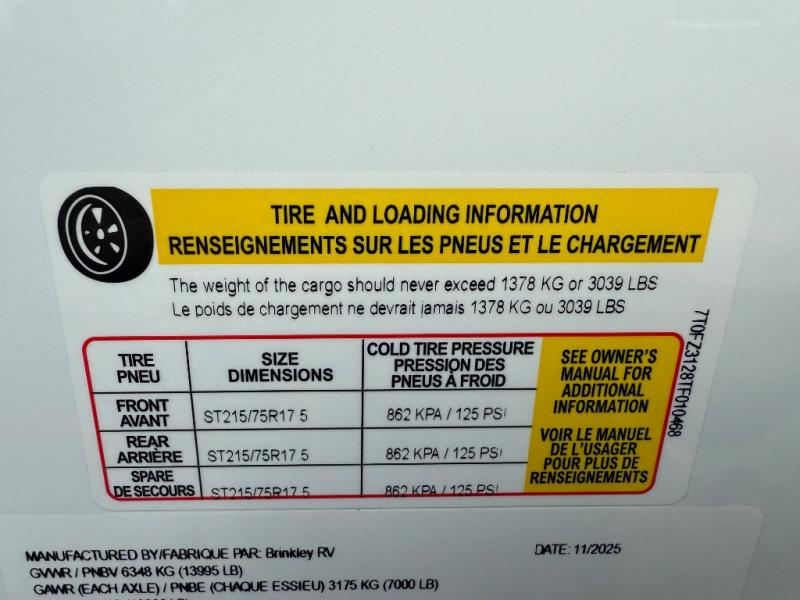 TIRE AND LOADING INFORMATION
RENSEIGNEMENTS SUR LES PNEUS ET LE CHARGEMENT
The weight of the cargo should never exceed 1378 KG or 3039 LBS
Le poids de chargement ne devrait jamais 1378 KG ou 3039 LBS
TIRE
PNEU
SIZE
DIMENSIONS
COLD TIRE PRESSURE
PRESSION DES
PNEUS À FROID
FRONT
AVANT
ST215/75R17 5
862 KPA / 125 PSI
REAR
ARRIÈRE
ST215/75R17 5
862 KPA / 125 PSI
SPARE
DE SECOURS
ST215/75R17 5
862 KPA / 125 PSI
SEE OWNER'S
MANUAL FOR
ADDITIONAL
INFORMATION
VOIR LE MANUEL
DE L'USAGER
POUR PLUS DE
RENSEIGNEMENTS
7T0FZ3128TF010468
MANUFACTURED BY/FABRIQUE PAR: Brinkley RV
DATE: 11/2025
GVWR / PNBV 6348 KG (13995 LB)
GAWR (EACH AXLE) / PNBE (CHAQUE ESSIEU) 3175 KG (7000 LB)